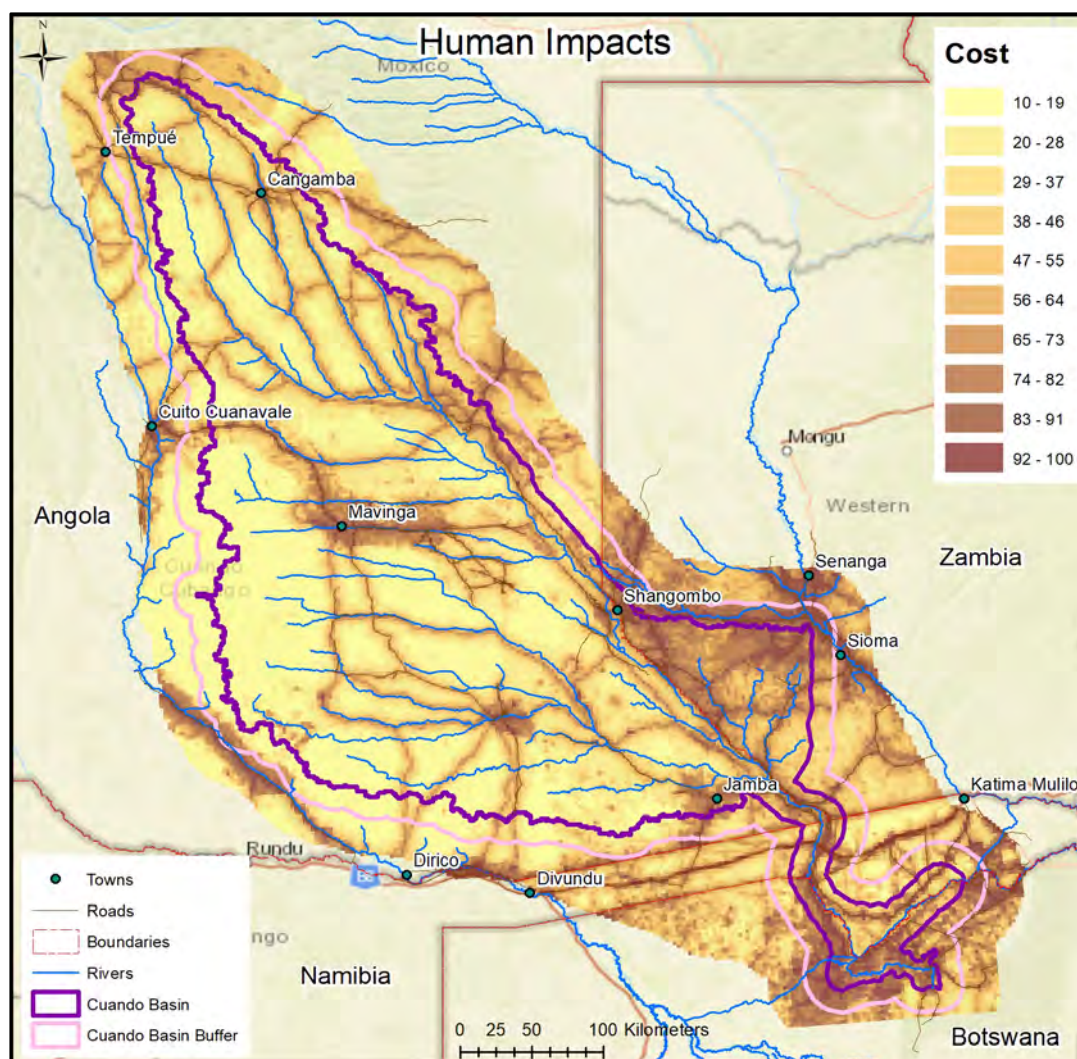 Human Impacts
N
Moxico
Cost
10 - 19
20 - 28
29 - 37
38 - 46
47 - 55
56 - 64
65 - 73
74 - 82
83 - 91
92 - 100
Tempué
Cangamba
Cuito Cuanavale
Mongu
Angola
Mavinga
Western
Zambia
Cuando
Cubango
Senanga
Shangombo
Sioma
Jamba
Katima Mulilo
Rundu
Dirico
Divundu
Towns
Roads
Boundaries
Rivers
Cuando Basin
Cuando Basin Buffer
ngo
Namibia
0 25 50 100 Kilometers
Botswana